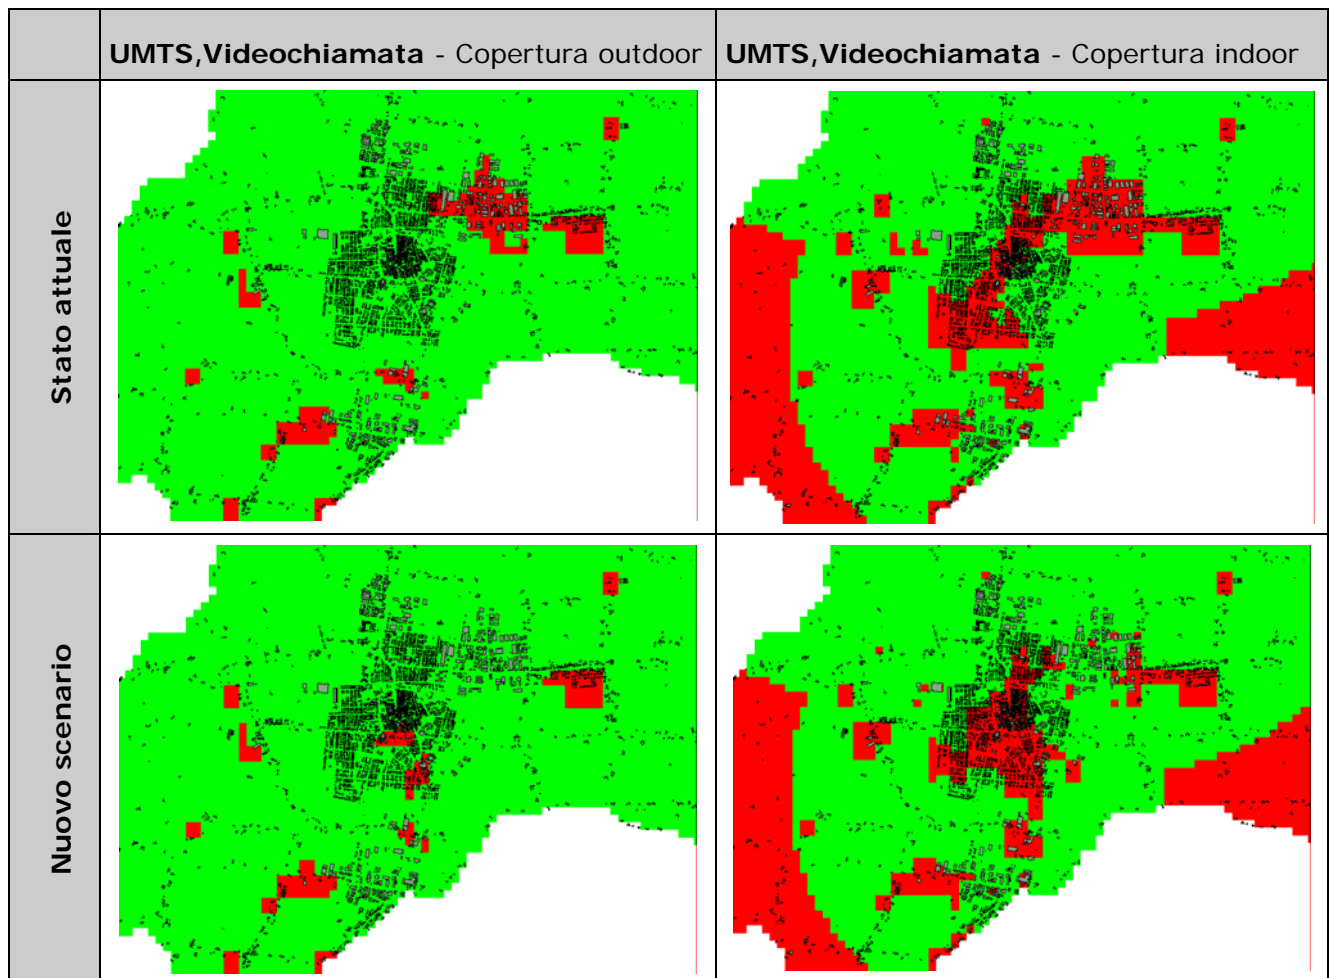 UMTS,Videochiamata - Copertura outdoor
UMTS,Videochiamata - Copertura indoor
Stato attuale
Nuovo scenario